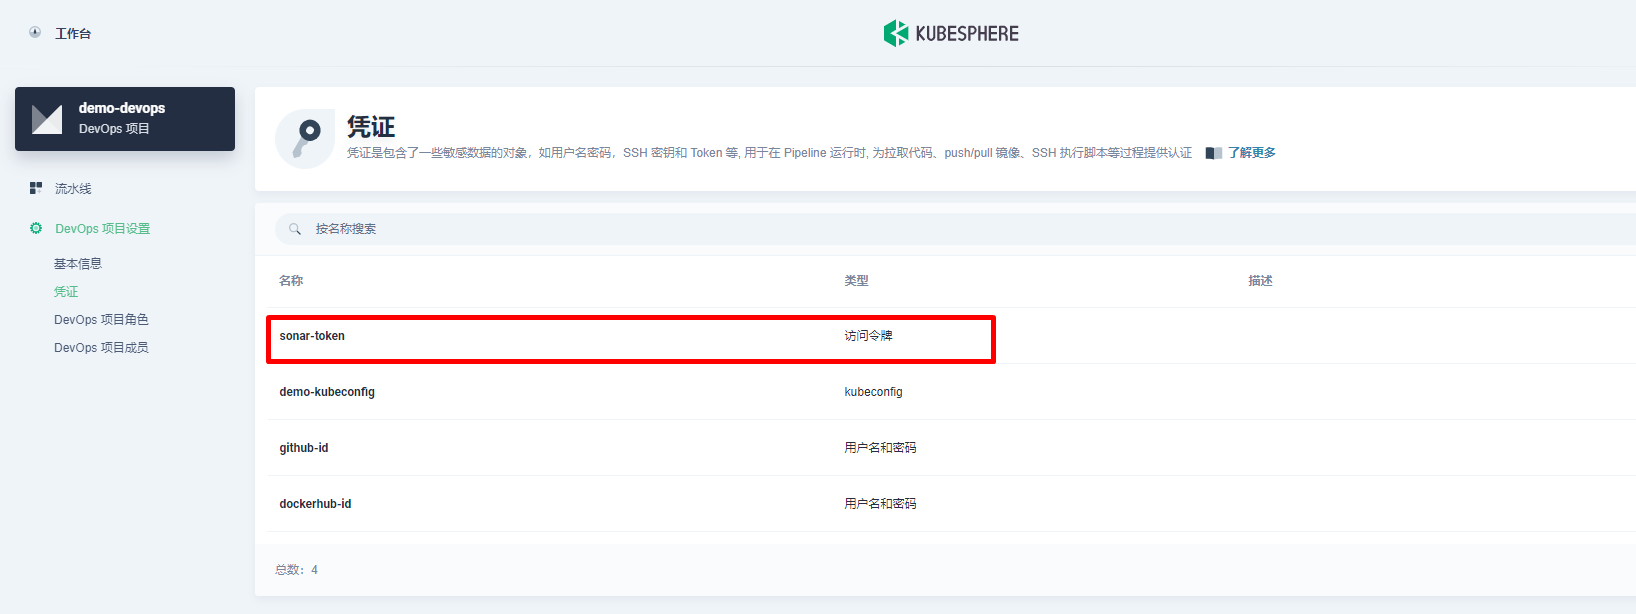 工作台
KUBESPHERE
demo-devops
DevOps 项目
流水线
DevOps 项目设置
基本信息
凭证
DevOps 项目角色
DevOps 项目成员
凭证
凭证是包含了一些敏感数据的对象，如用户名密码，SSH 密钥和 Token 等, 用于在 Pipeline 运行时, 为拉取代码、push/pull 镜像、SSH 执行脚本等过程提供认证 了解更多
按名称搜索
名称 类型 描述
sonar-token 访问令牌
demo-kubeconfig kubeconfig
github-id 用户名和密码
dockerhub-id 用户名和密码
总数：4